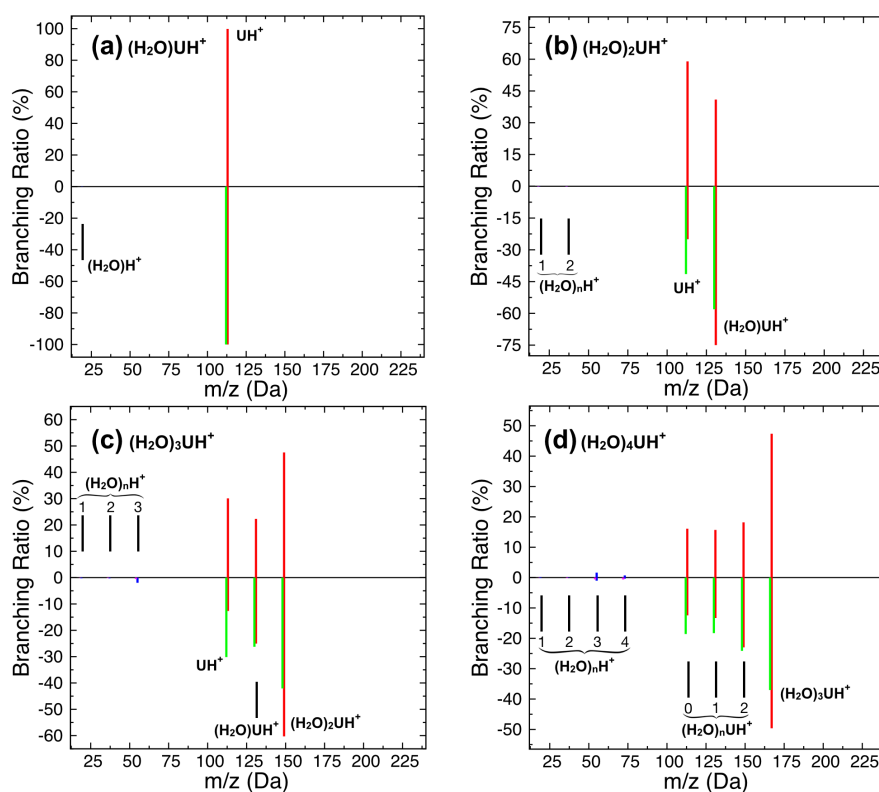 (a) (H₂O)UH⁺
UH⁺
Branching Ratio (%)
100
80
60
40
20
0
-20
-40
-60
-80
-100
(H₂O)H⁺
25 50 75 100 125 150 175 200 225
m/z (Da)
(b) (H₂O)₂UH⁺
Branching Ratio (%)
75
60
45
30
15
0
-15
-30
-45
-60
-75
1 2
(H₂O)ₙH⁺
UH⁺
(H₂O)UH⁺
25 50 75 100 125 150 175 200 225
m/z (Da)
(c) (H₂O)₃UH⁺
Branching Ratio (%)
60
50
40
30
20
10
0
-10
-20
-30
-40
-50
-60
(H₂O)ₙH⁺
1 2 3
UH⁺
(H₂O)UH⁺
(H₂O)₂UH⁺
25 50 75 100 125 150 175 200 225
m/z (Da)
(d) (H₂O)₄UH⁺
Branching Ratio (%)
50
40
30
20
10
0
-10
-20
-30
-40
-50
1 2 3 4
(H₂O)ₙH⁺
(H₂O)₃UH⁺
0 1 2
(H₂O)ₙUH⁺
25 50 75 100 125 150 175 200 225
m/z (Da)